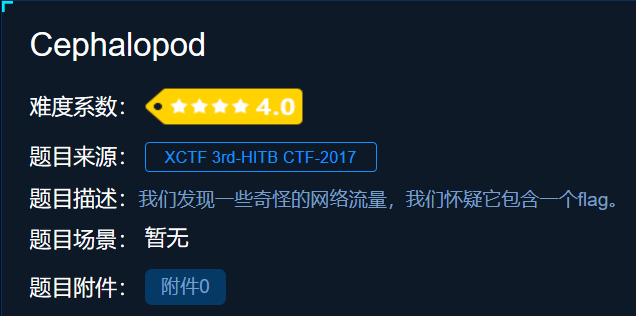 Cephalopod
难度系数： ★★★★ 4.0
题目来源： XCTF 3rd-HITB CTF-2017
题目描述：我们发现一些奇怪的网络流量，我们怀疑它包含一个flag。
题目场景： 暂无
题目附件： 附件0